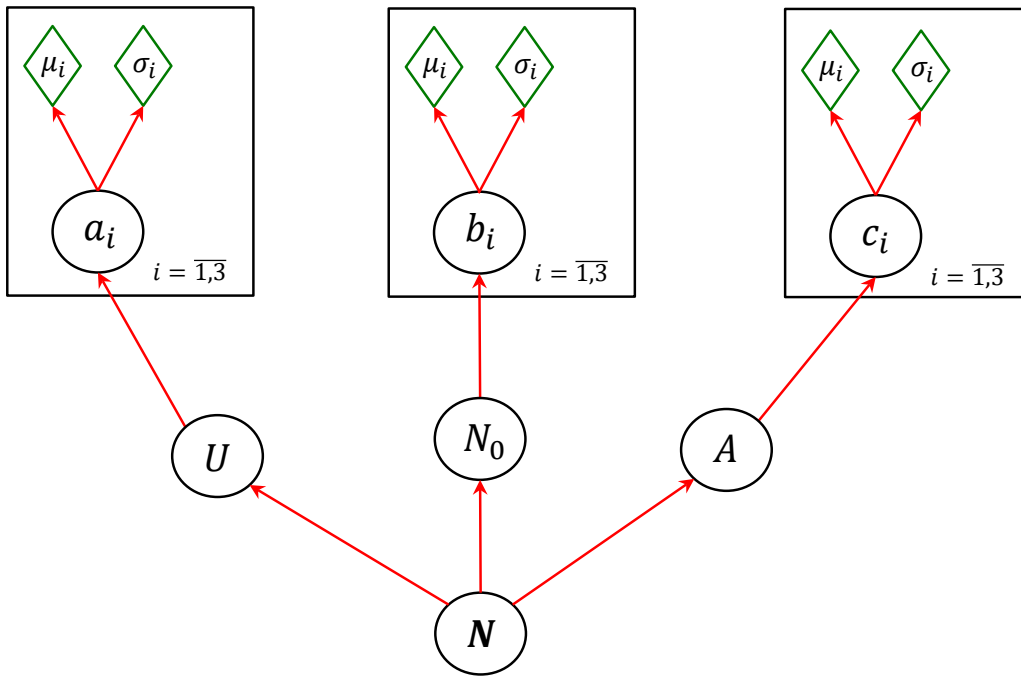 μᵢ σᵢ μᵢ σᵢ μᵢ σᵢ
aᵢ bᵢ cᵢ
i = 1,3̅ i = 1,3̅ i = 1,3̅
U N₀ A
N